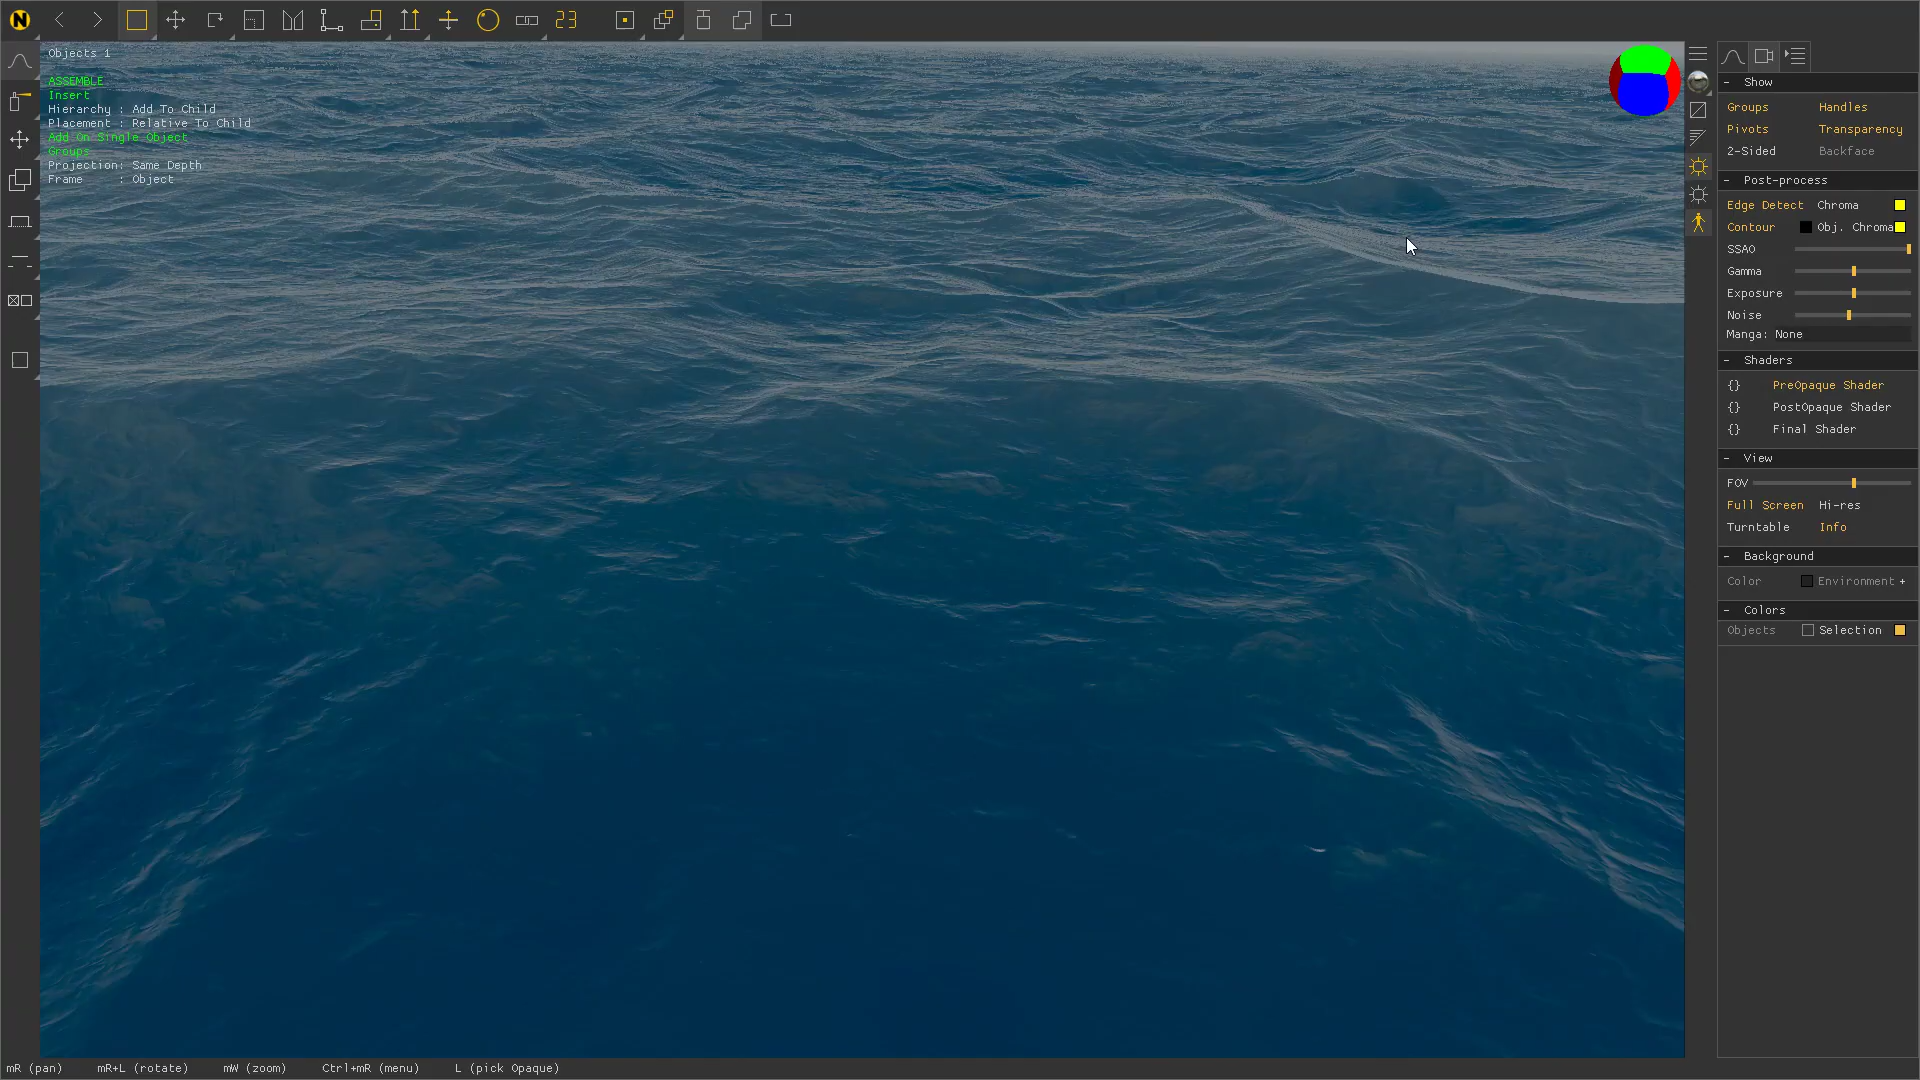 N
23
Objects 1
ASSEMBLE
Insert
Hierarchy : Add To Child
Placement : Relative To Child
Add On Single Object
Groups
Projection: Same Depth
Frame : Object
- Show
Groups Handles
Pivots Transparency
2-Sided Backface
- Post-process
Edge Detect Chroma
Contour Obj. Chroma
SSAO
Gamma
Exposure
Noise
Manga: None
- Shaders
{} PreOpaque Shader
{} PostOpaque Shader
{} Final Shader
- View
FOV
Full Screen Hi-res
Turntable Info
- Background
Color Environment +
- Colors
Objects Selection
mR (pan) mR+L (rotate) mW (zoom) Ctrl+mR (menu) L (pick Opaque)